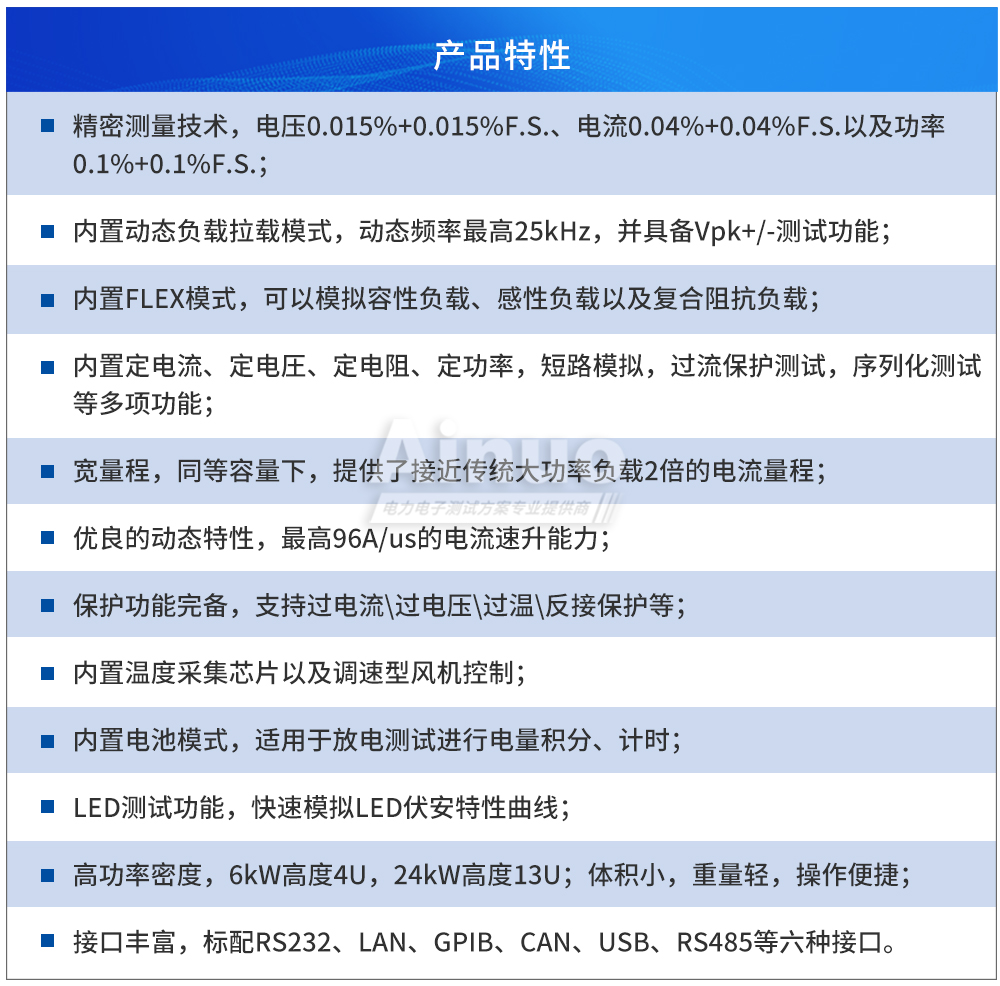 产品特性
精密测量技术，电压0.015%+0.015%F.S.、电流0.04%+0.04%F.S.以及功率
0.1%+0.1%F.S.；
内置动态负载拉载模式，动态频率最高25kHz，并具备Vpk+/-测试功能；
内置FLEX模式，可以模拟容性负载、感性负载以及复合阻抗负载；
内置定电流、定电压、定电阻、定功率，短路模拟，过流保护测试，序列化测试
等多项功能；
Ainuo
宽量程，同等容量下，提供了接近传统大功率负载2倍的电流量程；
电力电子测试方案专业提供商
优良的动态特性，最高96A/us的电流速升能力；
保护功能完备，支持过电流\过电压\过温\反接保护等；
内置温度采集芯片以及调速型风机控制；
内置电池模式，适用于放电测试进行电量积分、计时；
LED测试功能，快速模拟LED伏安特性曲线；
高功率密度，6kW高度4U，24kW高度13U；体积小，重量轻，操作便捷；
接口丰富，标配RS232、LAN、GPIB、CAN、USB、RS485等六种接口。